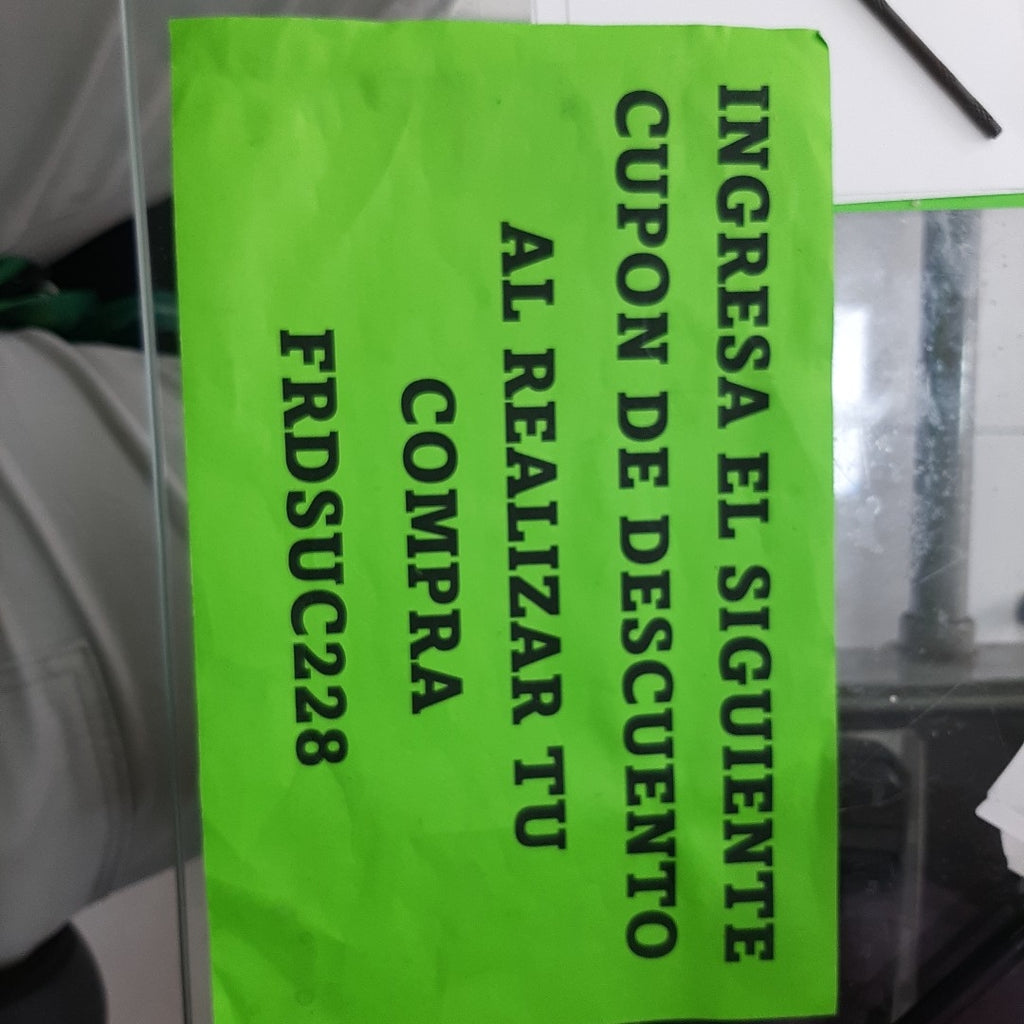 INGRESA EL SIGUIENTE
CUPON DE DESCUENTO
AL REALIZAR TU
COMPRA
FRDSUC228